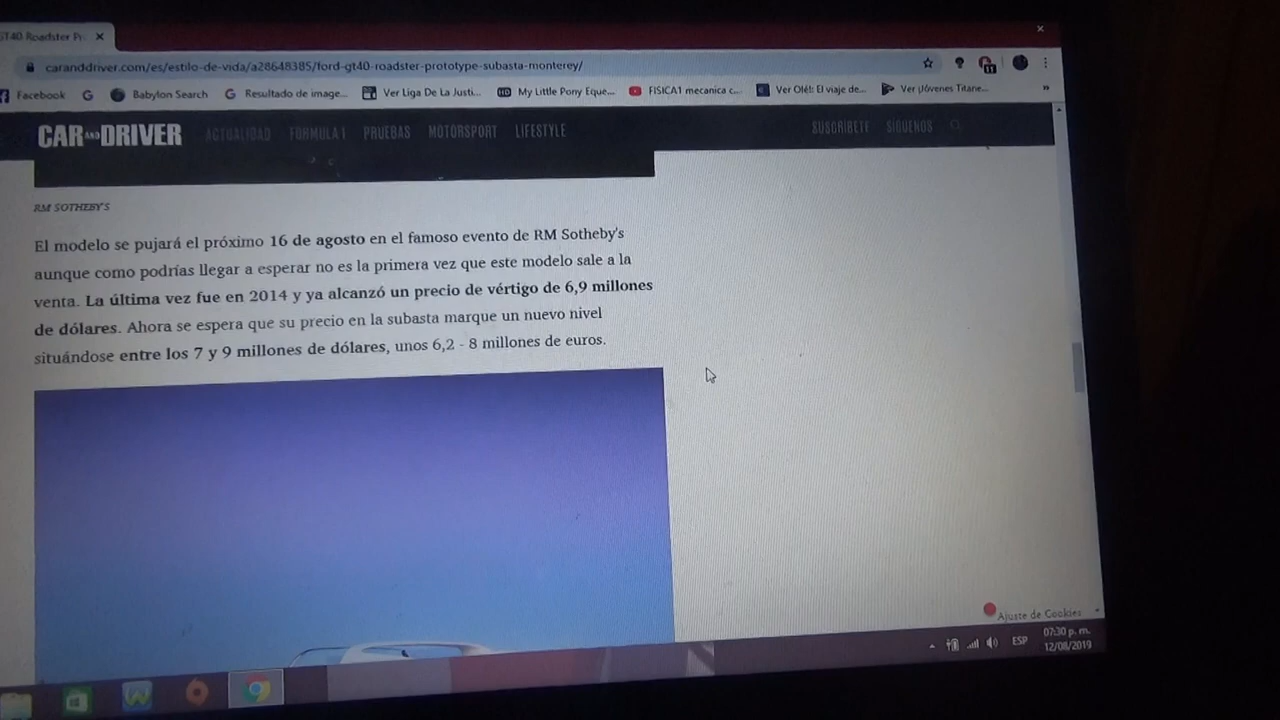 GT40 Roadster Pr
caranddriver.com/es/estilo-de-vida/a28648385/ford-gt40-roadster-prototype-subasta-monterey/
11
Facebook Babylon Search Resultado de image... Ver Liga De La Justi... My Little Pony Eque... FISICA1 mecanica c... Ver Olé!: El viaje de... Ver ¡Jóvenes Titane... »
CAR AND DRIVER ACTUALIDAD FÓRMULA 1 PRUEBAS MOTORSPORT LIFESTYLE SUSCRÍBETE SÍGUENOS
RM SOTHEBY'S
El modelo se pujará el próximo 16 de agosto en el famoso evento de RM Sotheby's
aunque como podrías llegar a esperar no es la primera vez que este modelo sale a la
venta. La última vez fue en 2014 y ya alcanzó un precio de vértigo de 6,9 millones
de dólares. Ahora se espera que su precio en la subasta marque un nuevo nivel
situándose entre los 7 y 9 millones de dólares, unos 6,2 - 8 millones de euros.
Ajuste de Cookies
ESP
07:30 p. m.
12/08/2019